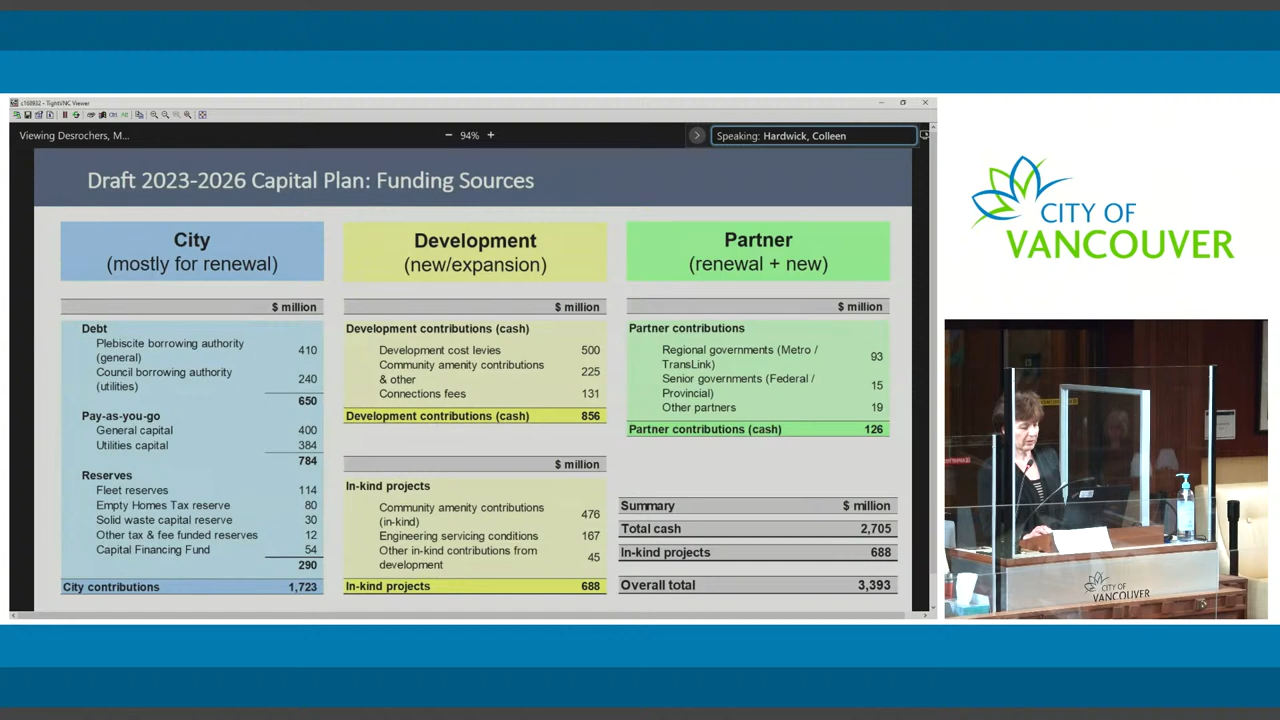 c168932 - TightVNC Viewer
Viewing Desrochers, M...
94%
Speaking: Hardwick, Colleen
Draft 2023-2026 Capital Plan: Funding Sources
City
(mostly for renewal)
$ million
Debt
Plebiscite borrowing authority
(general) 410
Council borrowing authority
(utilities) 240
650
Pay-as-you-go
General capital 400
Utilities capital 384
784
Reserves
Fleet reserves 114
Empty Homes Tax reserve 80
Solid waste capital reserve 30
Other tax & fee funded reserves 12
Capital Financing Fund 54
290
City contributions 1,723
Development
(new/expansion)
$ million
Development contributions (cash)
Development cost levies 500
Community amenity contributions
& other 225
Connections fees 131
Development contributions (cash) 856
$ million
In-kind projects
Community amenity contributions
(in-kind) 476
Engineering servicing conditions 167
Other in-kind contributions from
development 45
In-kind projects 688
Partner
(renewal + new)
$ million
Partner contributions
Regional governments (Metro /
TransLink) 93
Senior governments (Federal /
Provincial) 15
Other partners 19
Partner contributions (cash) 126
Summary $ million
Total cash 2,705
In-kind projects 688
Overall total 3,393
CITY OF
VANCOUVER
CITY OF
VANCOUVER